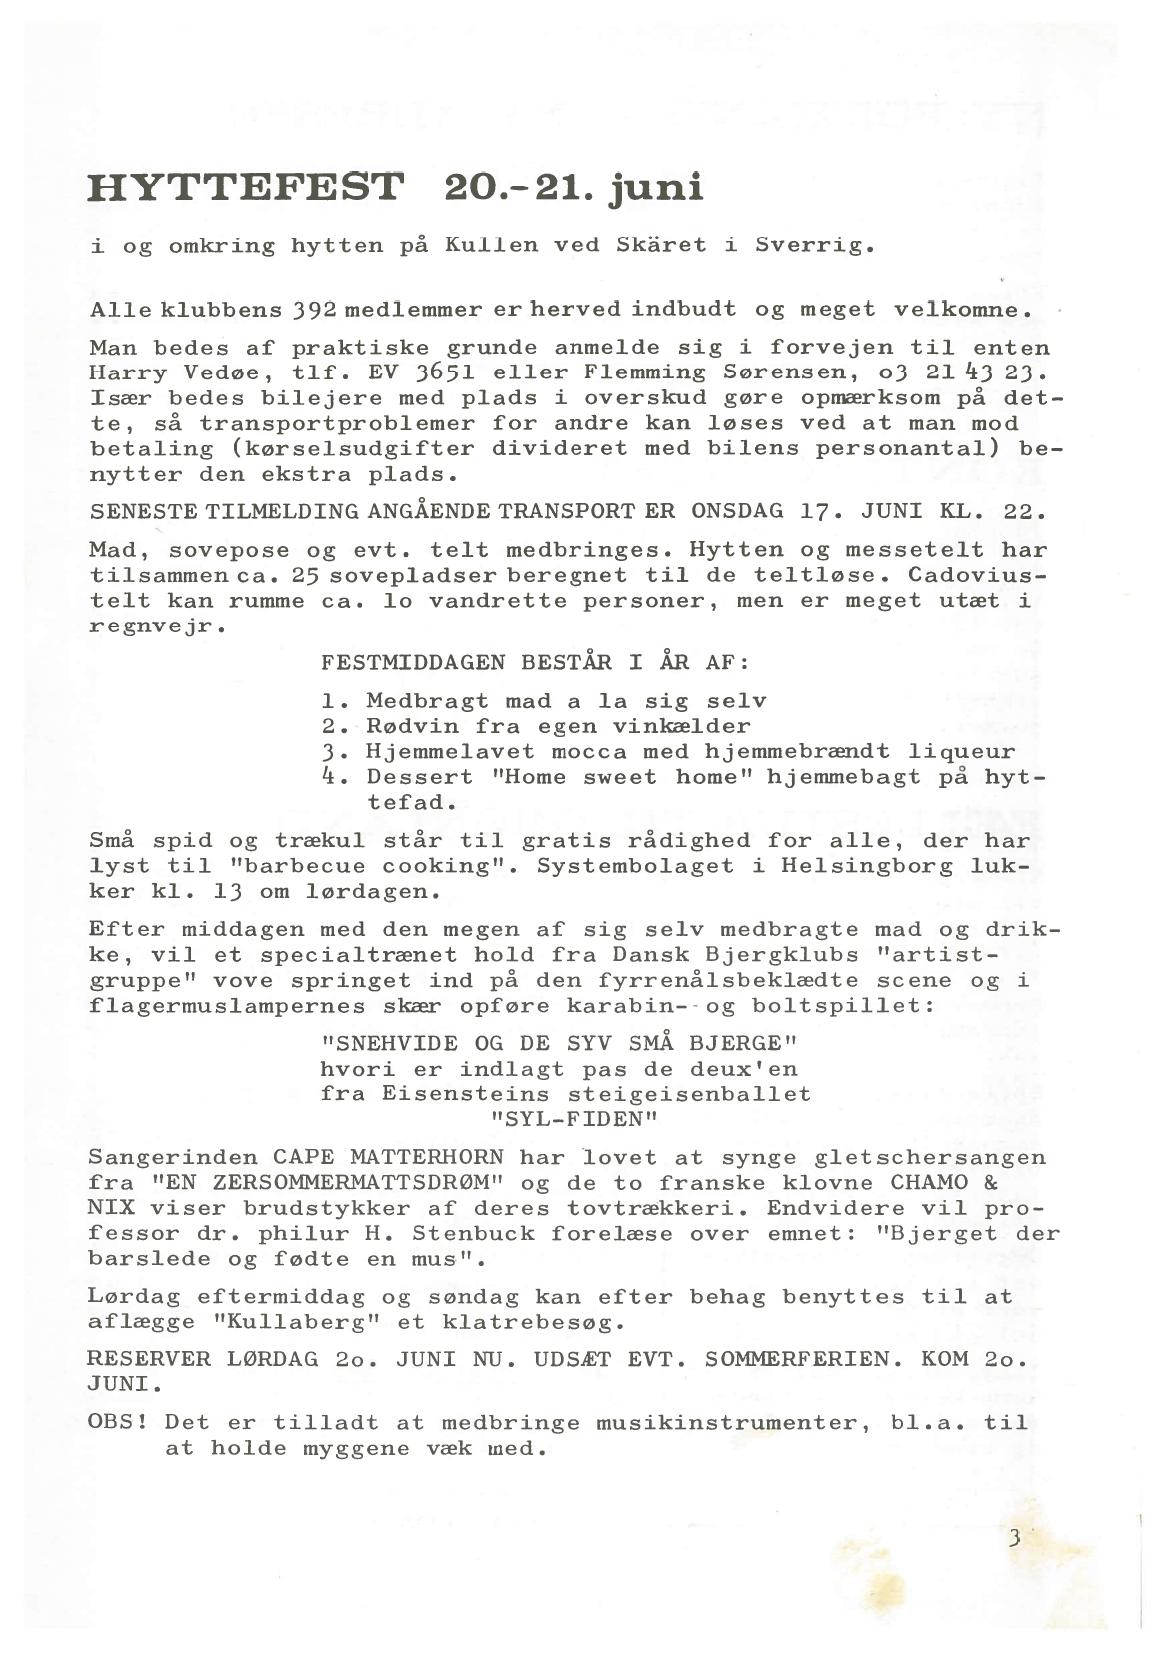 HYTTEFEST 20.-21. juni
i og omkring hytten på Kullen ved Skäret i Sverrig.
Alle klubbens 392 medlemmer er herved indbudt og meget velkomne.
Man bedes af praktiske grunde anmelde sig i forvejen til enten
Harry Vedøe, tlf. EV 3651 eller Flemming Sørensen, o3 21 43 23.
Især bedes bilejere med plads i overskud gøre opmærksom på det-
te, så transportproblemer for andre kan løses ved at man mod
betaling (kørselsudgifter divideret med bilens personantal) be-
nytter den ekstra plads.
SENESTE TILMELDING ANGÅENDE TRANSPORT ER ONSDAG 17. JUNI KL. 22.
Mad, sovepose og evt. telt medbringes. Hytten og messetelt har
tilsammen ca. 25 sovepladser beregnet til de teltløse. Cadovius-
telt kan rumme ca. lo vandrette personer, men er meget utæt i
regnvejr.
FESTMIDDAGEN BESTÅR I ÅR AF:
1. Medbragt mad a la sig selv
2. Rødvin fra egen vinkælder
3. Hjemmelavet mocca med hjemmebrændt liqueur
4. Dessert "Home sweet home" hjemmebagt på hyt-
tefad.
Små spid og trækul står til gratis rådighed for alle, der har
lyst til "barbecue cooking". Systembolaget i Helsingborg luk-
ker kl. 13 om lørdagen.
Efter middagen med den megen af sig selv medbragte mad og drik-
ke, vil et specialtrænet hold fra Dansk Bjergklubs "artist-
gruppe" vove springet ind på den fyrrenålsbeklædte scene og i
flagermuslampernes skær opføre karabin- og boltspillet:
"SNEHVIDE OG DE SYV SMÅ BJERGE"
hvori er indlagt pas de deux'en
fra Eisensteins steigeisenballet
"SYL-FIDEN"
Sangerinden CAPE MATTERHORN har lovet at synge gletschersangen
fra "EN ZERSOMMERMATTSDRØM" og de to franske klovne CHAMO &
NIX viser brudstykker af deres tovtrækkeri. Endvidere vil pro-
fessor dr. philur H. Stenbuck forelæse over emnet: "Bjerget der
barslede og fødte en mus".
Lørdag eftermiddag og søndag kan efter behag benyttes til at
aflægge "Kullaberg" et klatrebesøg.
RESERVER LØRDAG 2o. JUNI NU. UDSÆT EVT. SOMMERFERIEN. KOM 2o.
JUNI.
OBS! Det er tilladt at medbringe musikinstrumenter, bl.a. til
at holde myggene væk med.
3